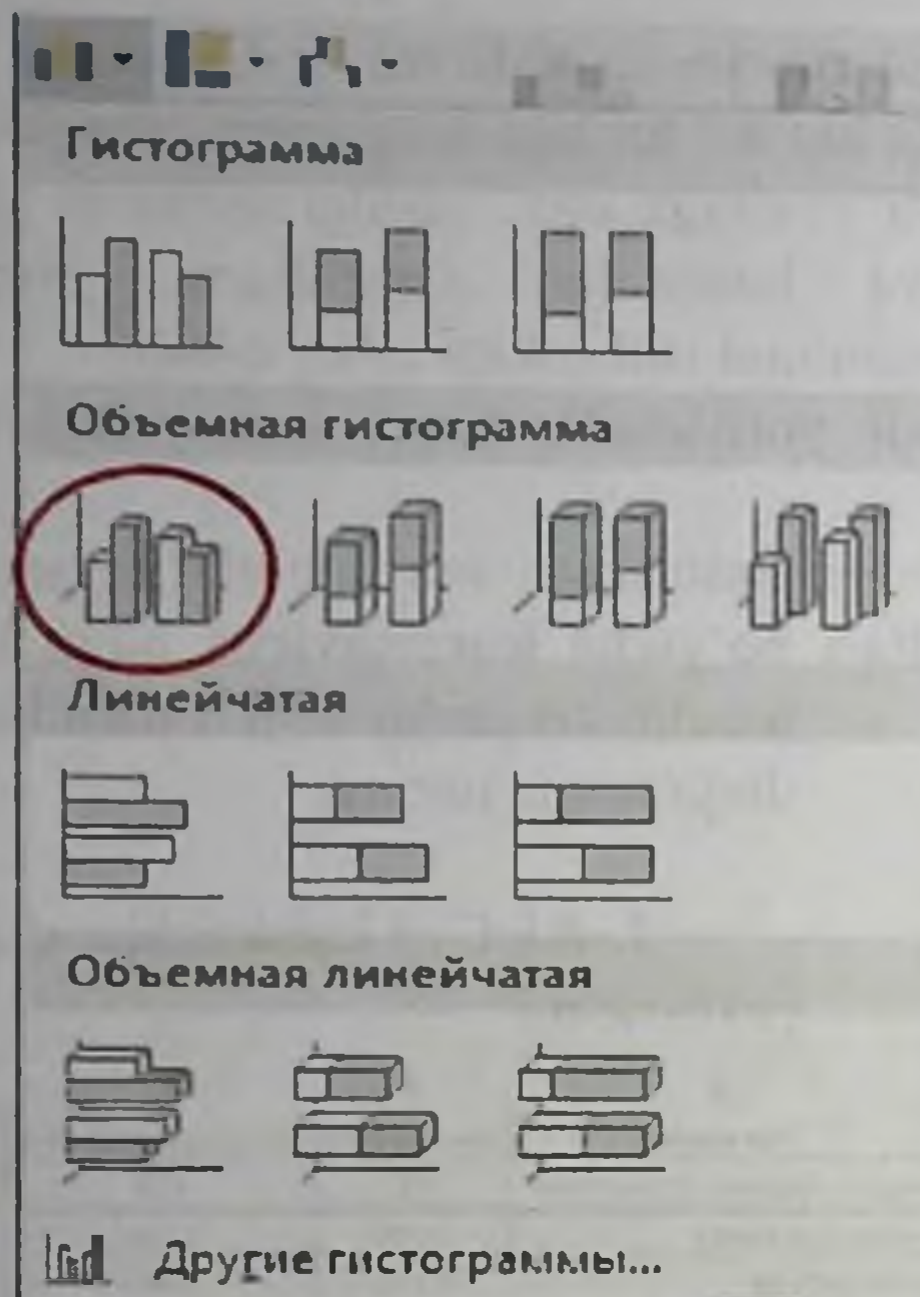 Гистограмма
Объемная гистограмма
Линейчатая
Объемная линейчатая
Другие гистограммы...